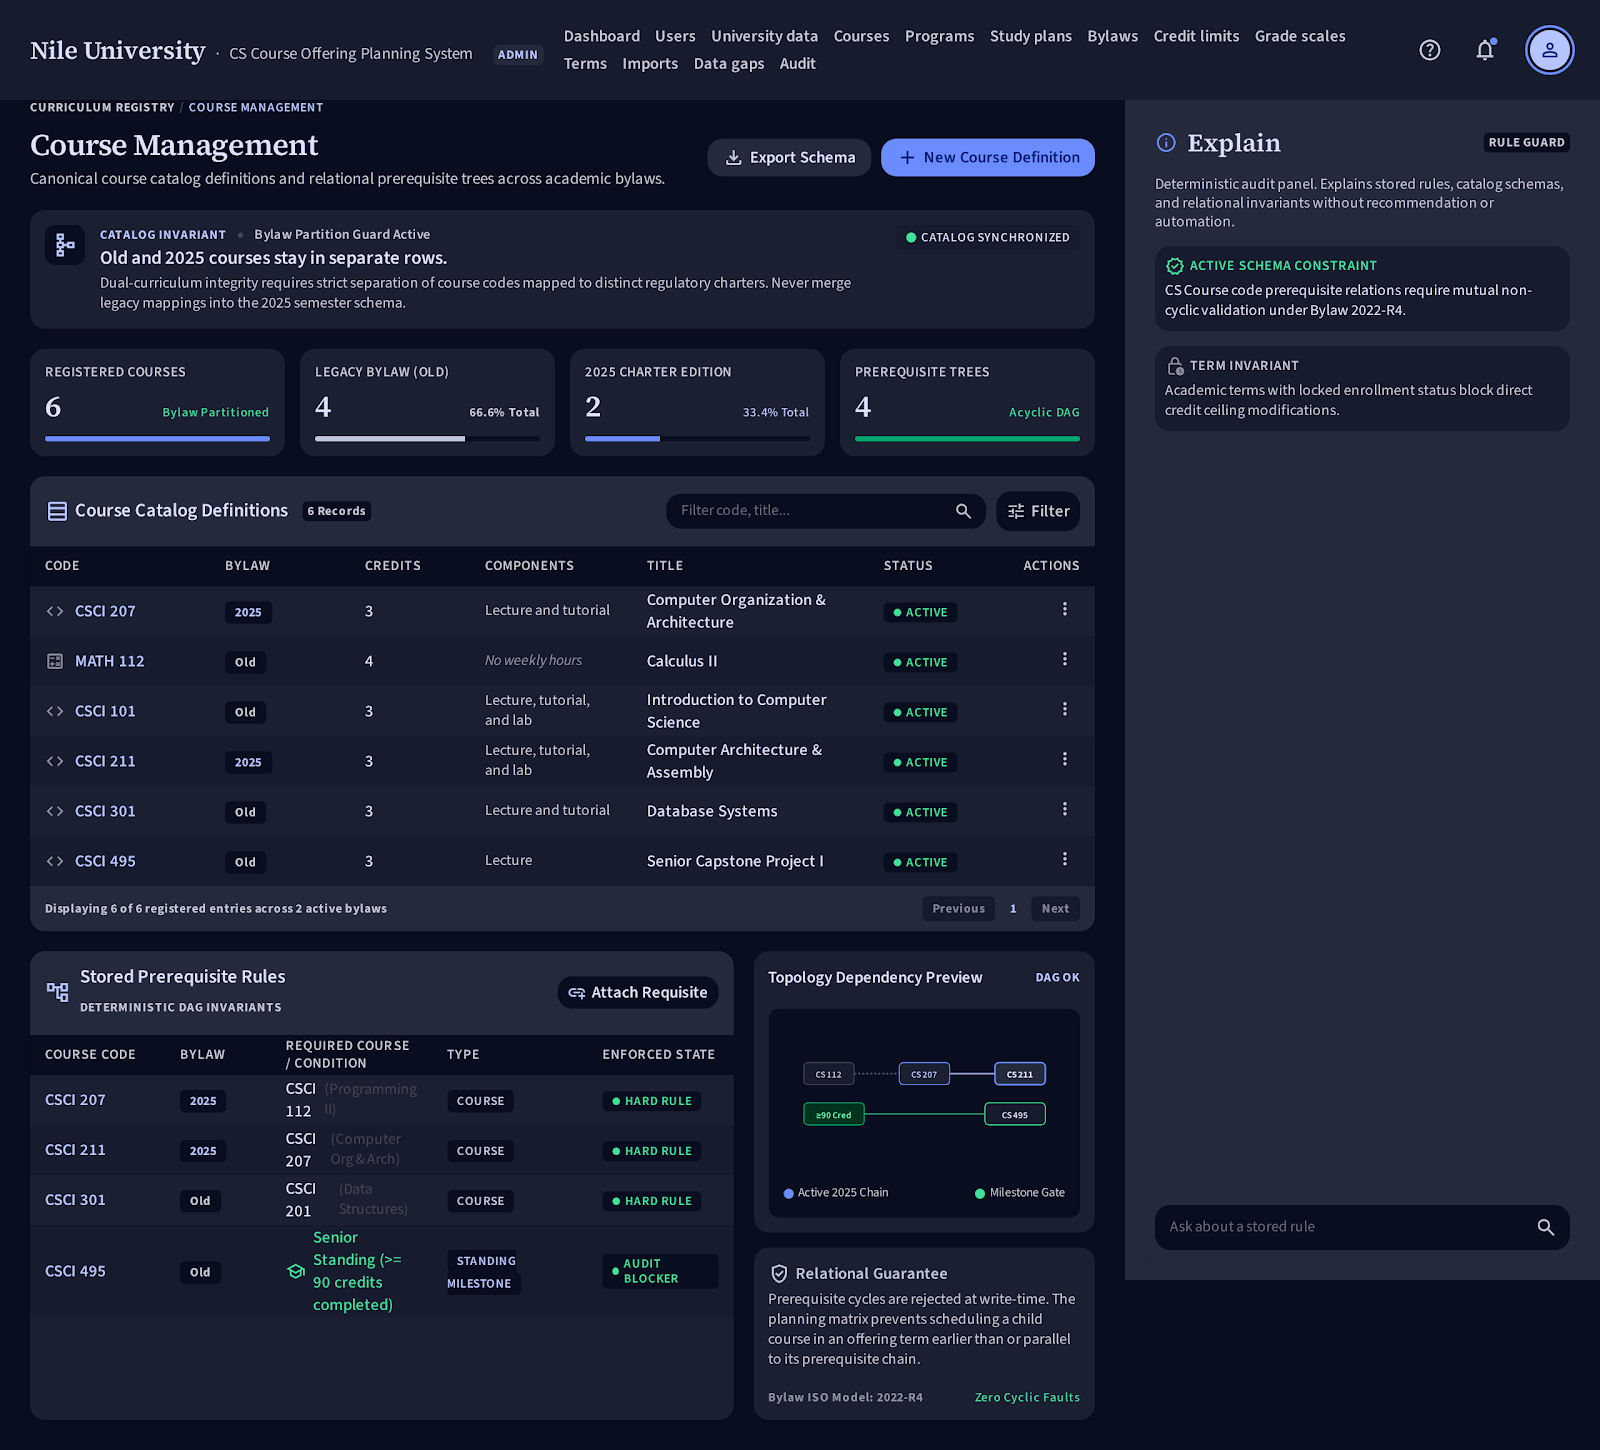 Nile University · CS Course Offering Planning System ADMIN
Dashboard Users University data Courses Programs Study plans Bylaws Credit limits Grade scales
Terms Imports Data gaps Audit
CURRICULUM REGISTRY / COURSE MANAGEMENT
Course Management
Canonical course catalog definitions and relational prerequisite trees across academic bylaws.
Export Schema
New Course Definition
CATALOG INVARIANT • Bylaw Partition Guard Active
Old and 2025 courses stay in separate rows.
Dual-curriculum integrity requires strict separation of course codes mapped to distinct regulatory charters. Never merge
legacy mappings into the 2025 semester schema.
CATALOG SYNCHRONIZED
REGISTERED COURSES
6 Bylaw Partitioned
LEGACY BYLAW (OLD)
4 66.6% Total
2025 CHARTER EDITION
2 33.4% Total
PREREQUISITE TREES
4 Acyclic DAG
Course Catalog Definitions 6 Records
Filter code, title...
Filter
CODE BYLAW CREDITS COMPONENTS TITLE STATUS ACTIONS
CSCI 207 2025 3 Lecture and tutorial Computer Organization &
Architecture ACTIVE
MATH 112 Old 4 No weekly hours Calculus II ACTIVE
CSCI 101 Old 3 Lecture, tutorial,
and lab Introduction to Computer
Science ACTIVE
CSCI 211 2025 3 Lecture, tutorial,
and lab Computer Architecture &
Assembly ACTIVE
CSCI 301 Old 3 Lecture and tutorial Database Systems ACTIVE
CSCI 495 Old 3 Lecture Senior Capstone Project I ACTIVE
Displaying 6 of 6 registered entries across 2 active bylaws
Previous 1 Next
Stored Prerequisite Rules
DETERMINISTIC DAG INVARIANTS
Attach Requisite
COURSE CODE BYLAW REQUIRED COURSE
/ CONDITION TYPE ENFORCED STATE
CSCI 207 2025 CSCI
112 (Programming
II) COURSE HARD RULE
CSCI 211 2025 CSCI
207 (Computer
Org & Arch) COURSE HARD RULE
CSCI 301 Old CSCI
201 (Data
Structures) COURSE HARD RULE
CSCI 495 Old Senior
Standing (>=
90 credits
completed) STANDING
MILESTONE AUDIT
BLOCKER
Topology Dependency Preview DAG OK
CS112 CS207 CS211
≥90 Cred CS495
Active 2025 Chain Milestone Gate
Relational Guarantee
Prerequisite cycles are rejected at write-time. The
planning matrix prevents scheduling a child
course in an offering term earlier than or parallel
to its prerequisite chain.
Bylaw ISO Model: 2022-R4 Zero Cyclic Faults
Explain RULE GUARD
Deterministic audit panel. Explains stored rules, catalog schemas,
and relational invariants without recommendation or
automation.
ACTIVE SCHEMA CONSTRAINT
CS Course code prerequisite relations require mutual non-
cyclic validation under Bylaw 2022-R4.
TERM INVARIANT
Academic terms with locked enrollment status block direct
credit ceiling modifications.
Ask about a stored rule